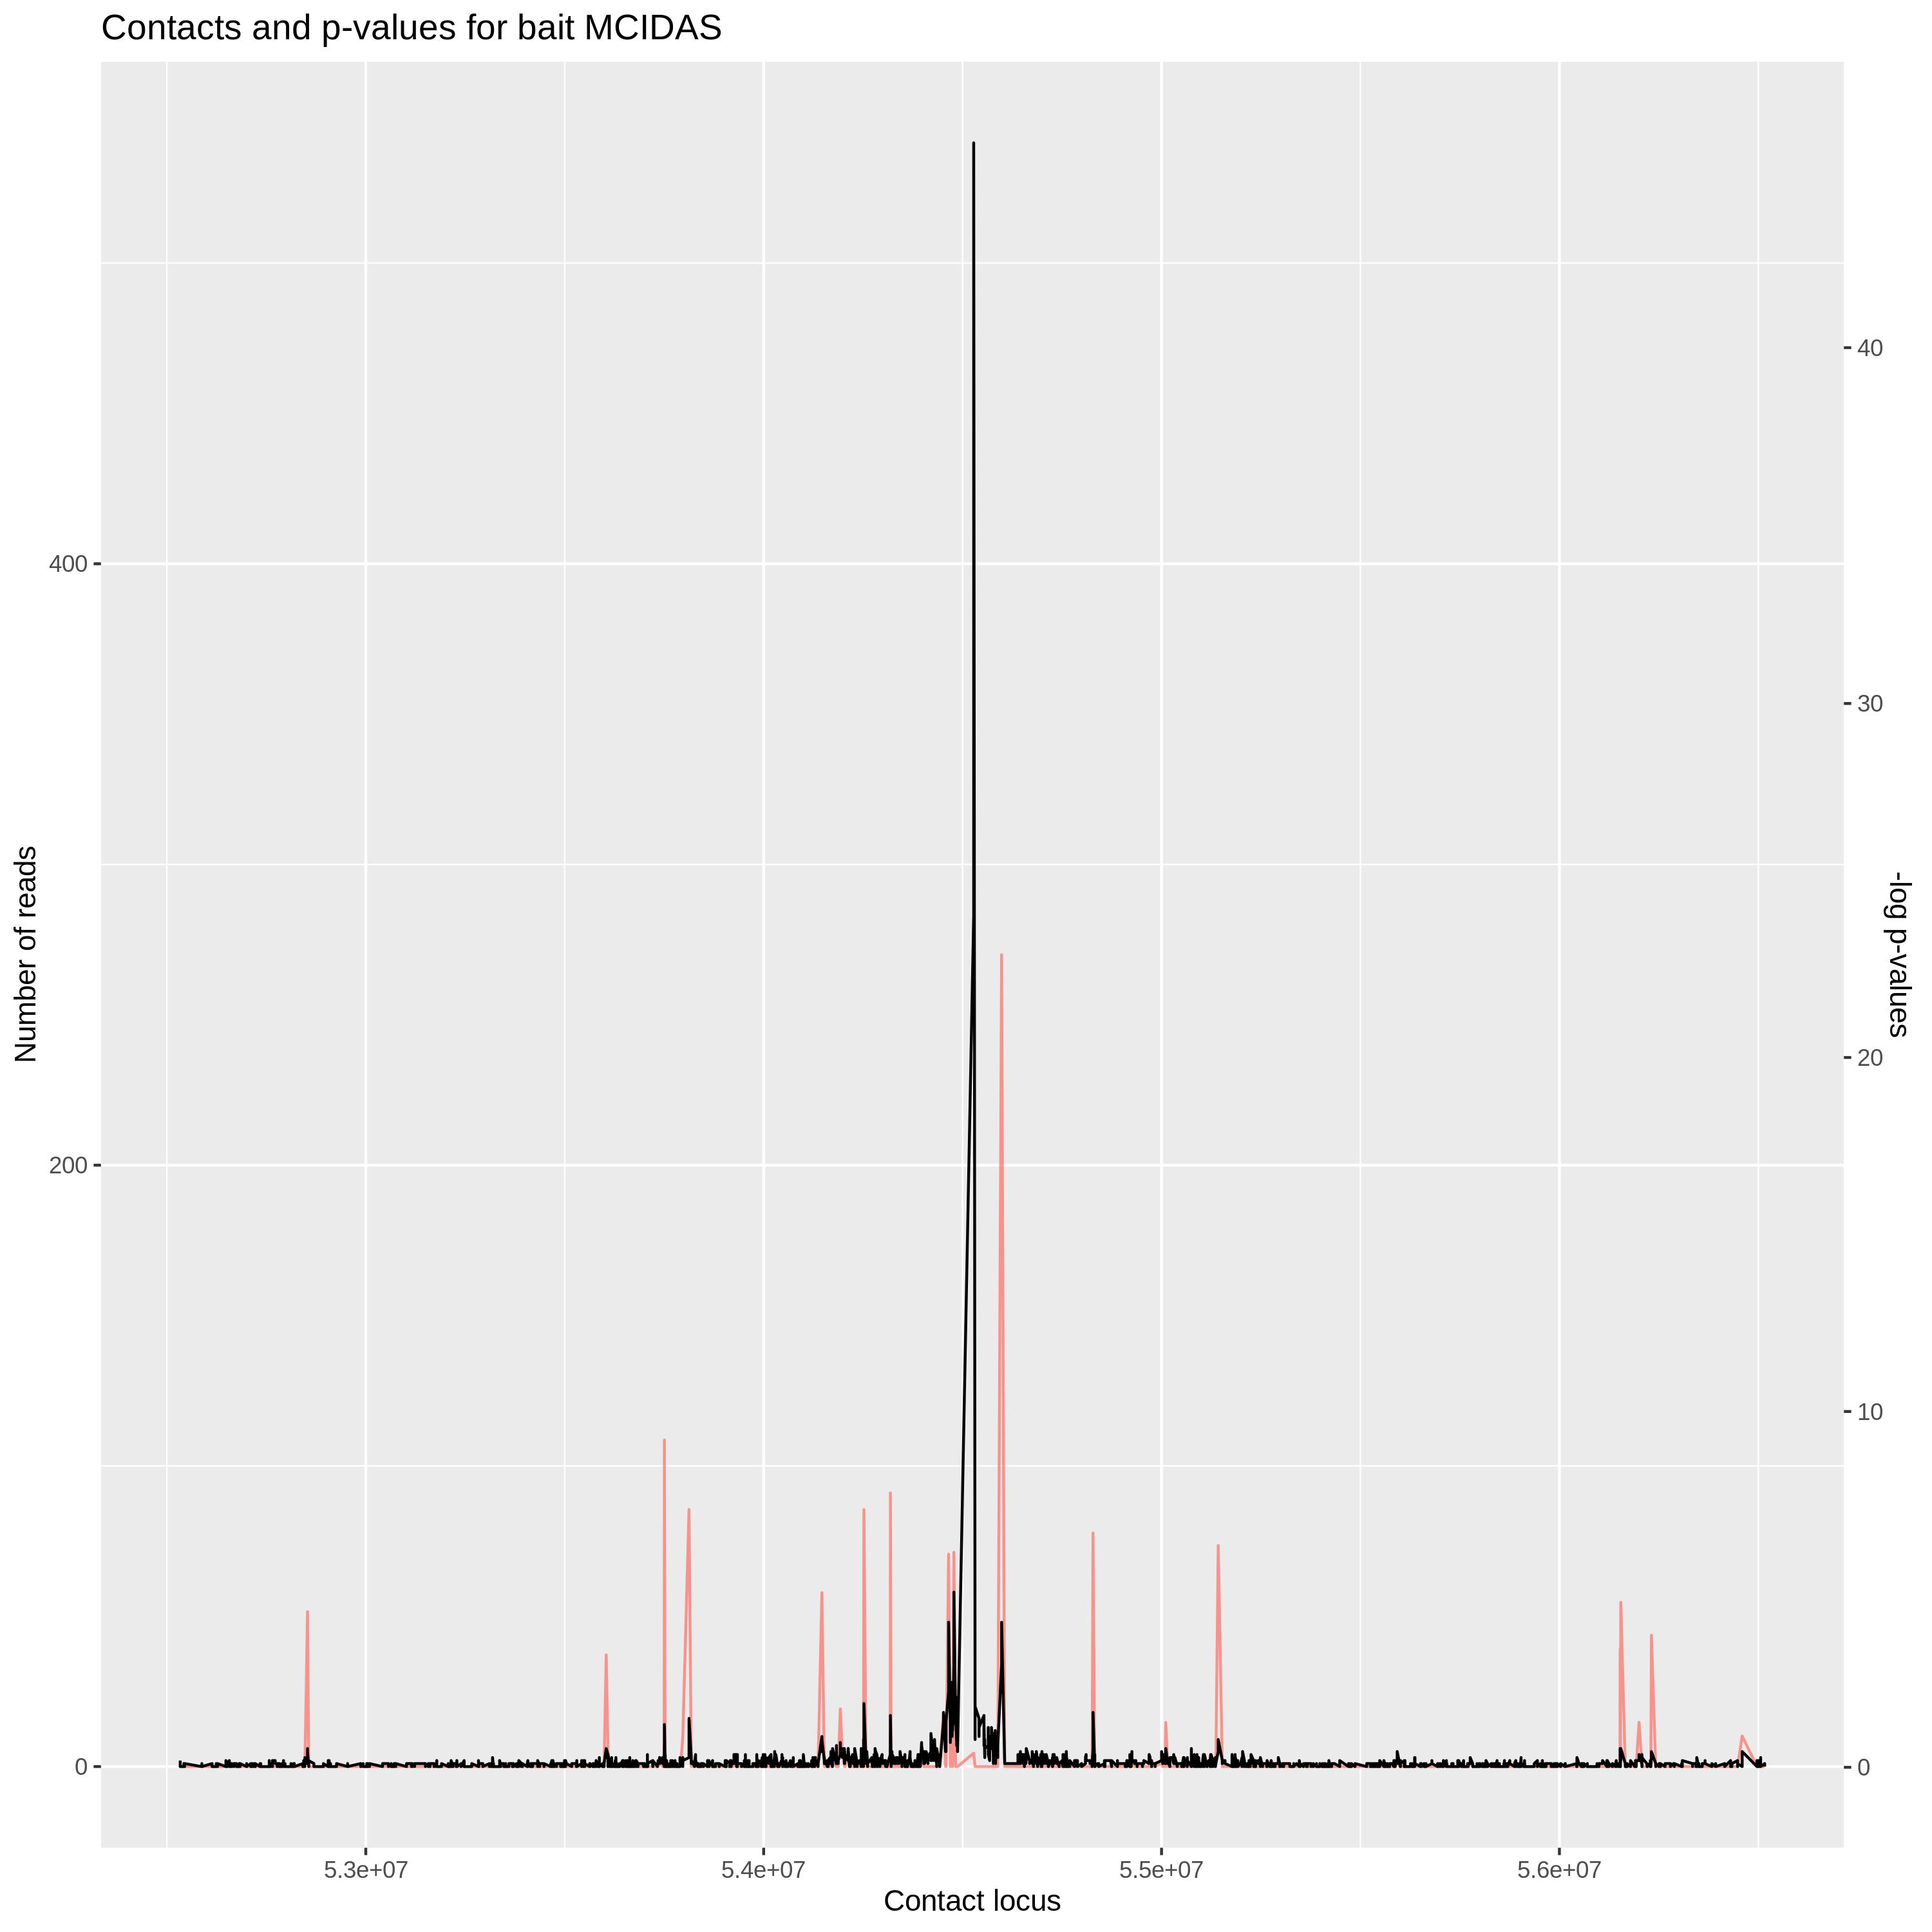 Contacts and p-values for bait MCIDAS
Number of reads
400
200
0
40
30
20
10
0
-log p-values
5.3e+07
5.4e+07
5.5e+07
5.6e+07
Contact locus